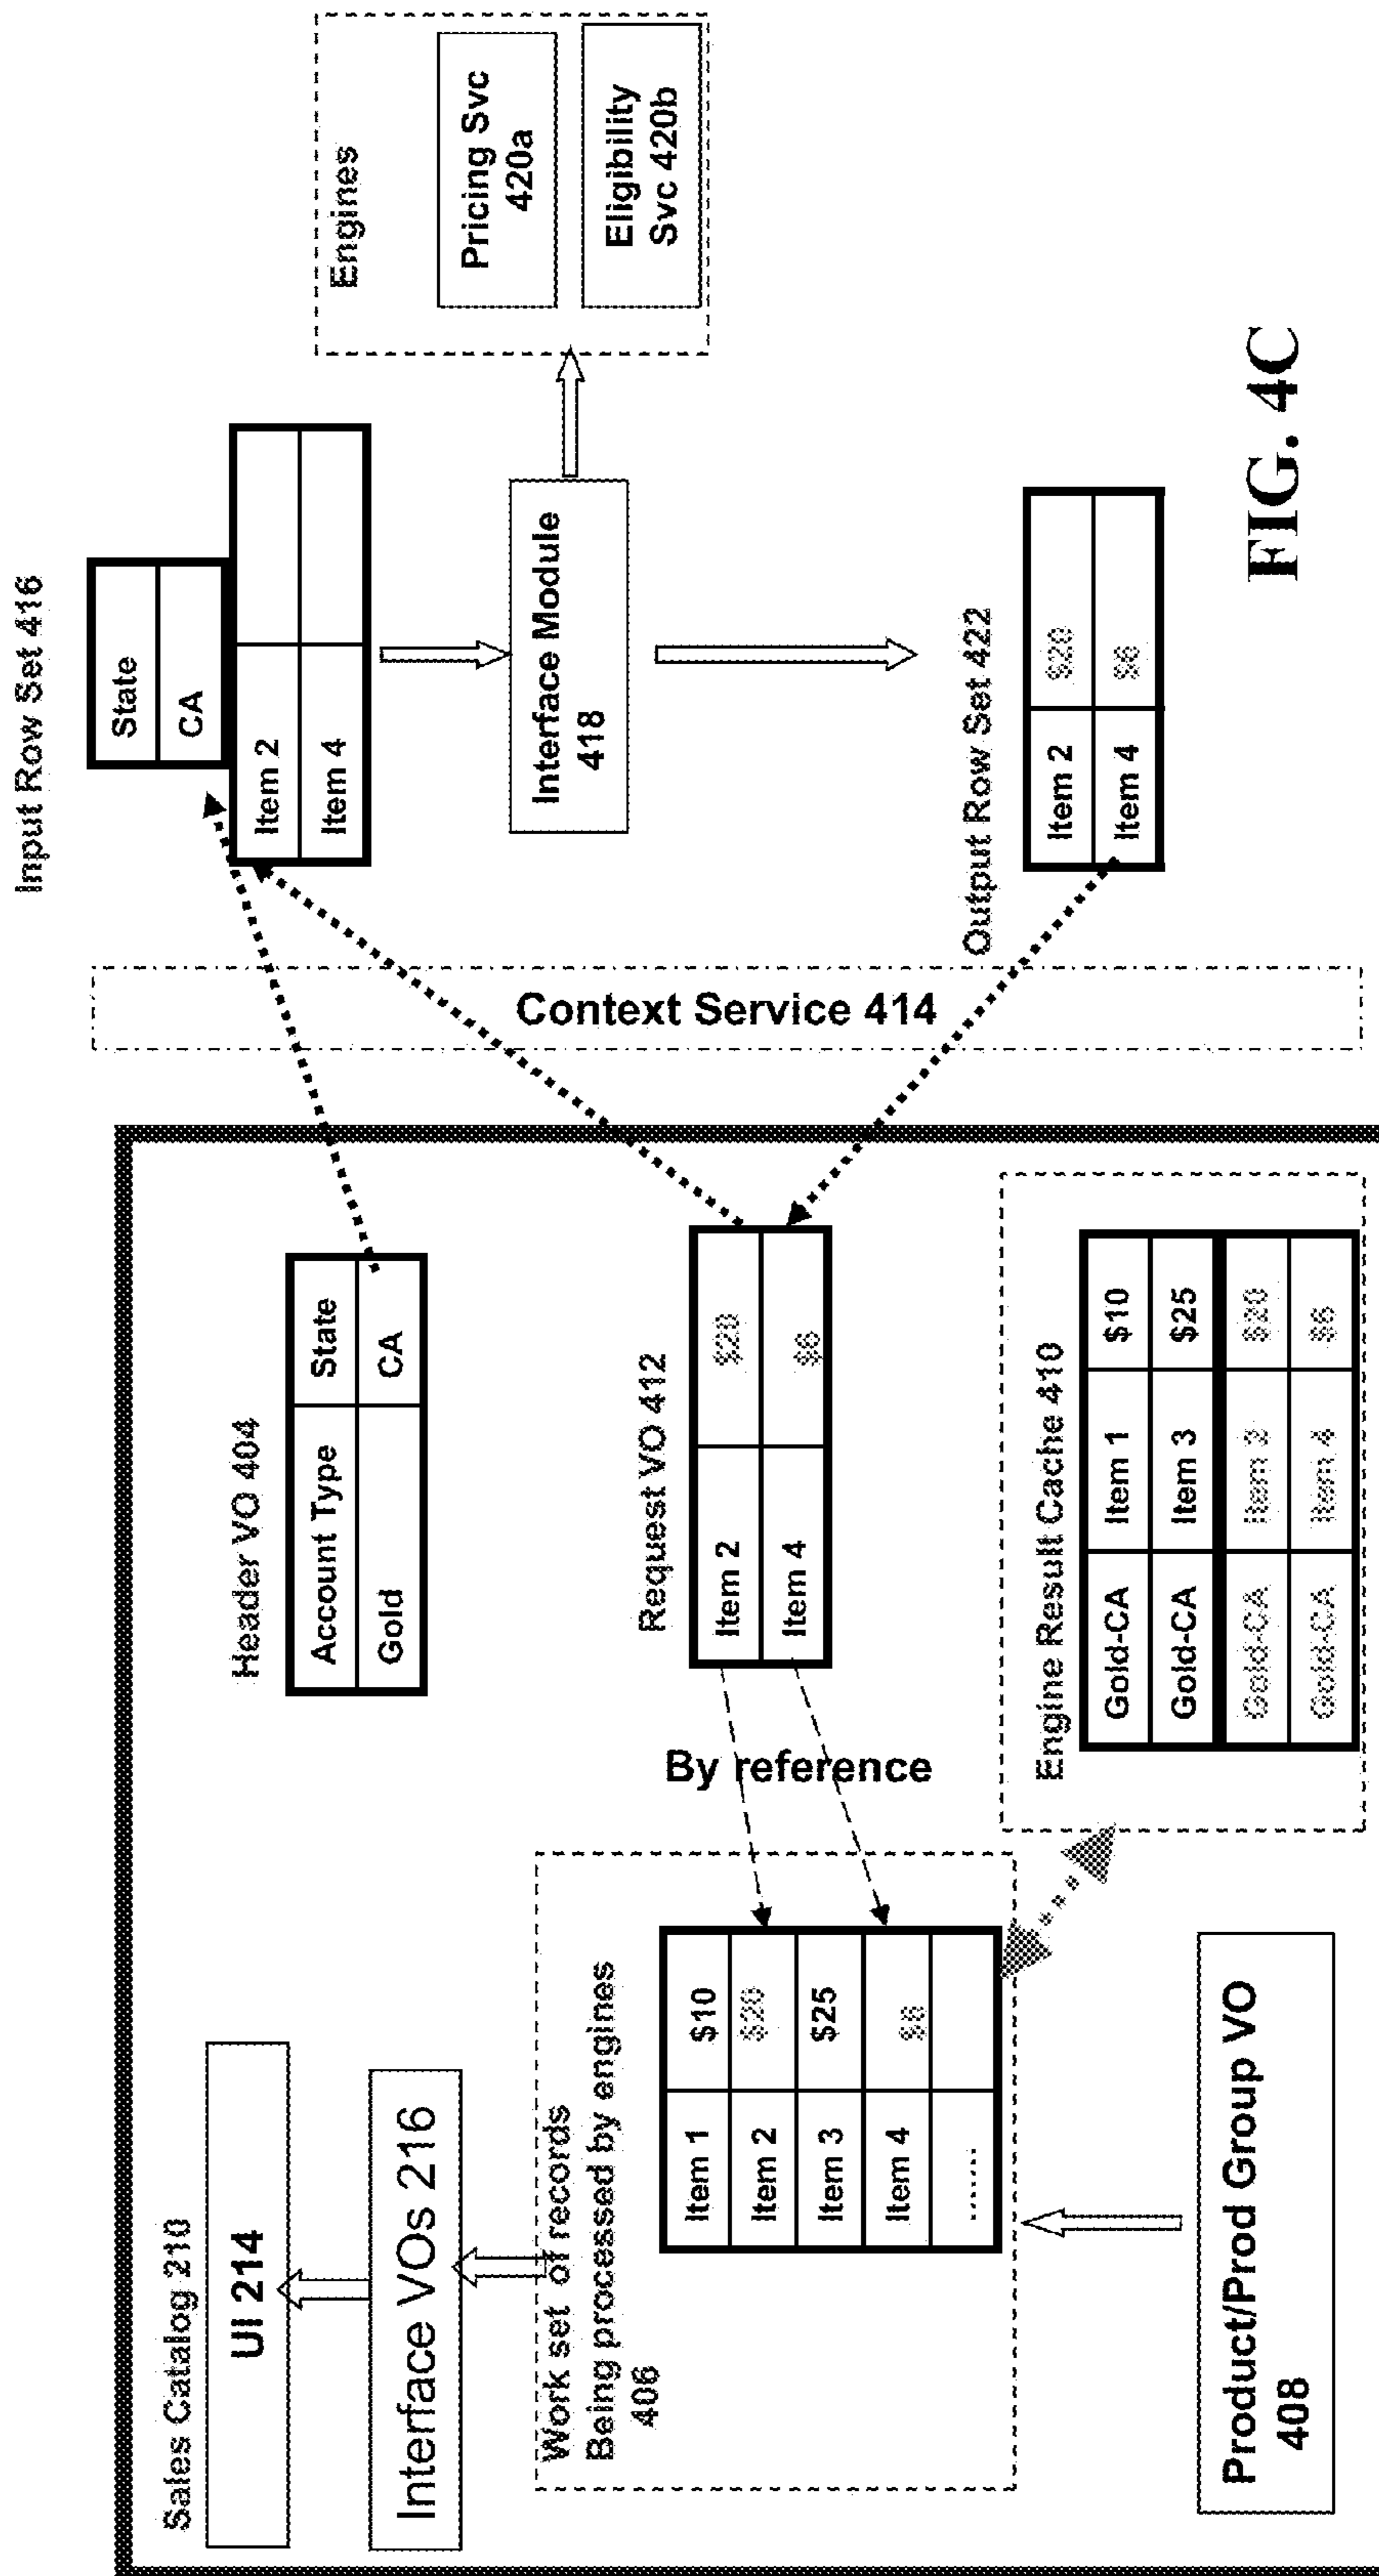 Sales Catalog 210
UI 214
Interface VOs 216
Work set of records
Being processed by engines
406
Item 1 $10
Item 2 $20
Item 3 $25
Item 4 $6
......
Product/Prod Group VO
408
Header VO 404
Account Type State
Gold CA
Request VO 412
Item 2 $20
Item 4 $6
By reference
Engine Result Cache 410
Gold-CA Item 1 $10
Gold-CA Item 3 $25
Gold-CA Item 2 $20
Gold-CA Item 4 $6
Context Service 414
Input Row Set 416
State
CA
Item 2
Item 4
Interface Module
418
Engines
Pricing Svc
420a
Eligibility
Svc 420b
Output Row Set 422
Item 2 $20
Item 4 $6
FIG. 4C